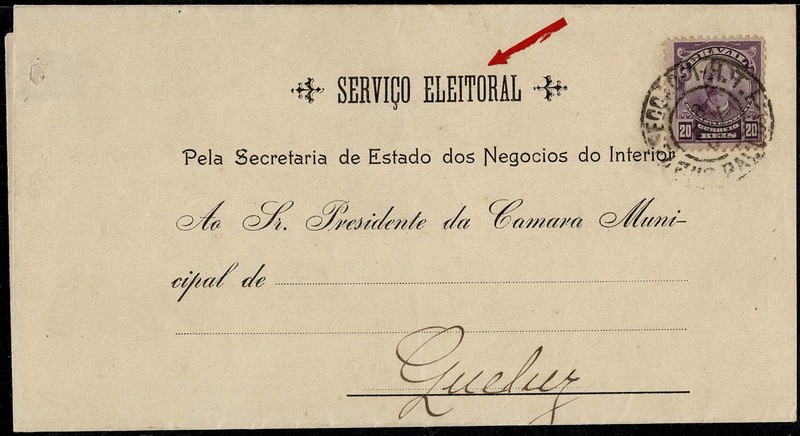 SERVIÇO ELEITORAL
Pela Secretaria de Estado dos Negocios do Interior
Ao Sr. Presidente da Camara Muni-
cipal de
Queluz
20 REIS 20